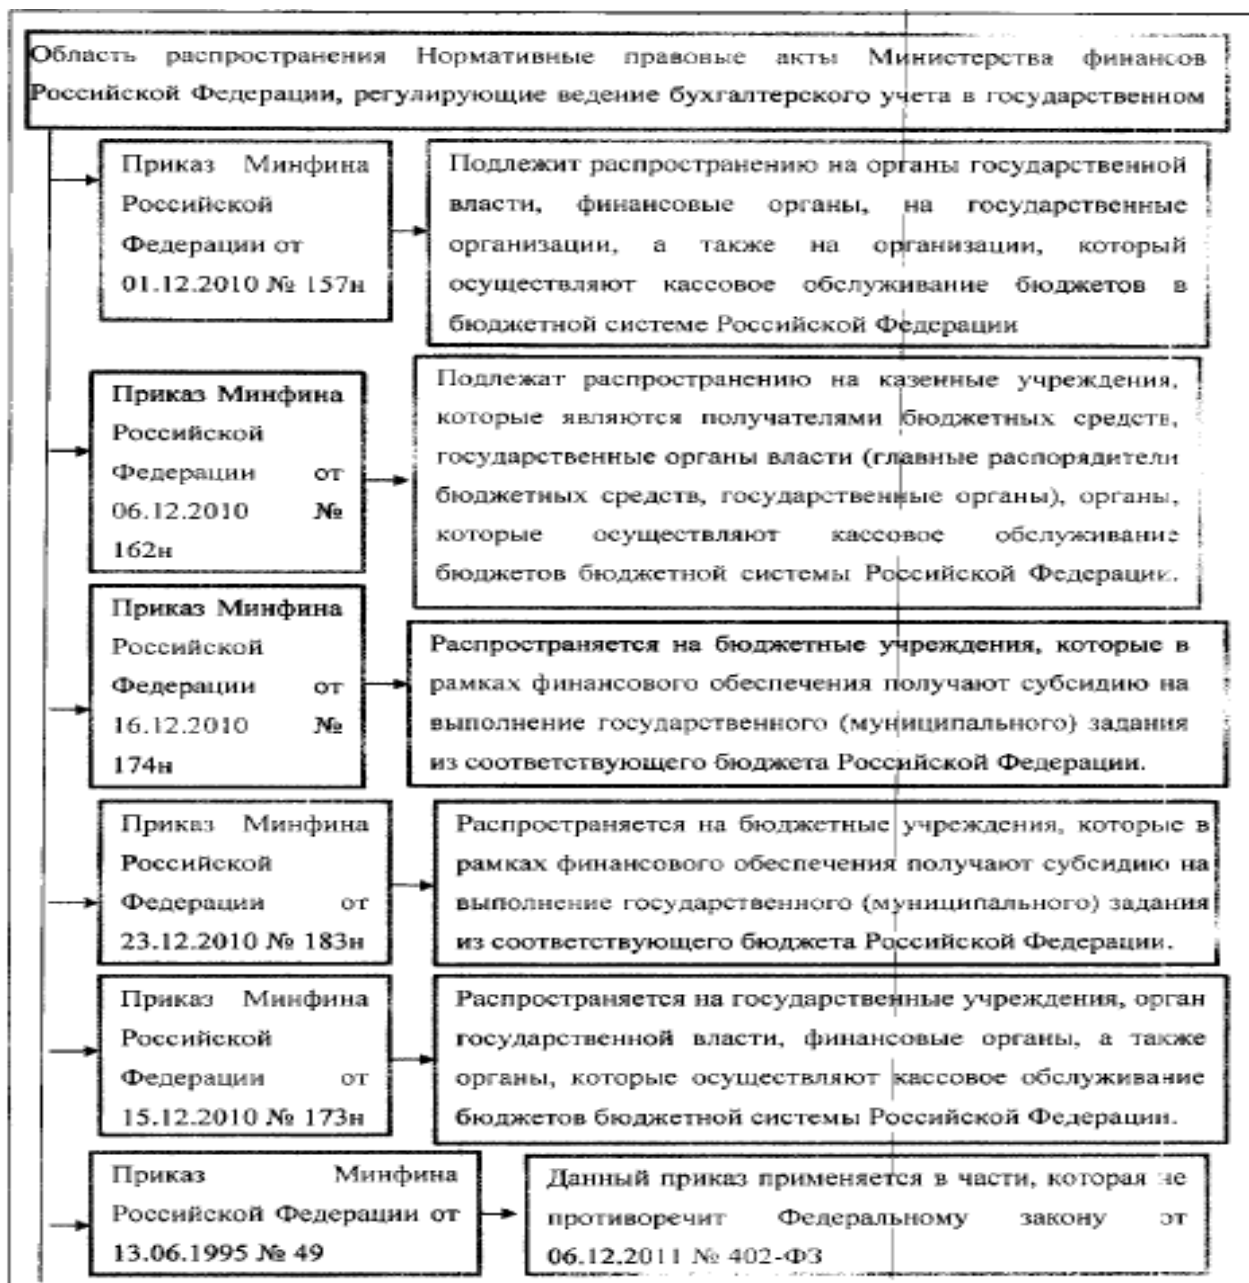 Область распространения Нормативные правовые акты Министерства финансов
Российской Федерации, регулирующие ведение бухгалтерского учета в государственном
Приказ Минфина
Российской
Федерации от
01.12.2010 № 157н
Подлежит распространению на органы государственной
власти, финансовые органы, на государственные
организации, а также на организации, который
осуществляют кассовое обслуживание бюджетов в
бюджетной системе Российской Федерации
Приказ Минфина
Российской
Федерации от
06.12.2010 №
162н
Подлежат распространению на казенные учреждения,
которые являются получателями бюджетных средств,
государственные органы власти (главные распорядители
бюджетных средств, государственные органы), органы,
которые осуществляют кассовое обслуживание
бюджетов бюджетной системы Российской Федерации.
Приказ Минфина
Российской
Федерации от
16.12.2010 №
174н
Распространяется на бюджетные учреждения, которые в
рамках финансового обеспечения получают субсидию на
выполнение государственного (муниципального) задания
из соответствующего бюджета Российской Федерации.
Приказ Минфина
Российской
Федерации от
23.12.2010 № 183н
Распространяется на бюджетные учреждения, которые в
рамках финансового обеспечения получают субсидию на
выполнение государственного (муниципального) задания
из соответствующего бюджета Российской Федерации.
Приказ Минфина
Российской
Федерации от
15.12.2010 № 173н
Распространяется на государственные учреждения, орган
государственной власти, финансовые органы, а также
органы, которые осуществляют кассовое обслуживание
бюджетов бюджетной системы Российской Федерации.
Приказ Минфина
Российской Федерации от
13.06.1995 № 49
Данный приказ применяется в части, которая не
противоречит Федеральному закону от
06.12.2011 № 402-ФЗ